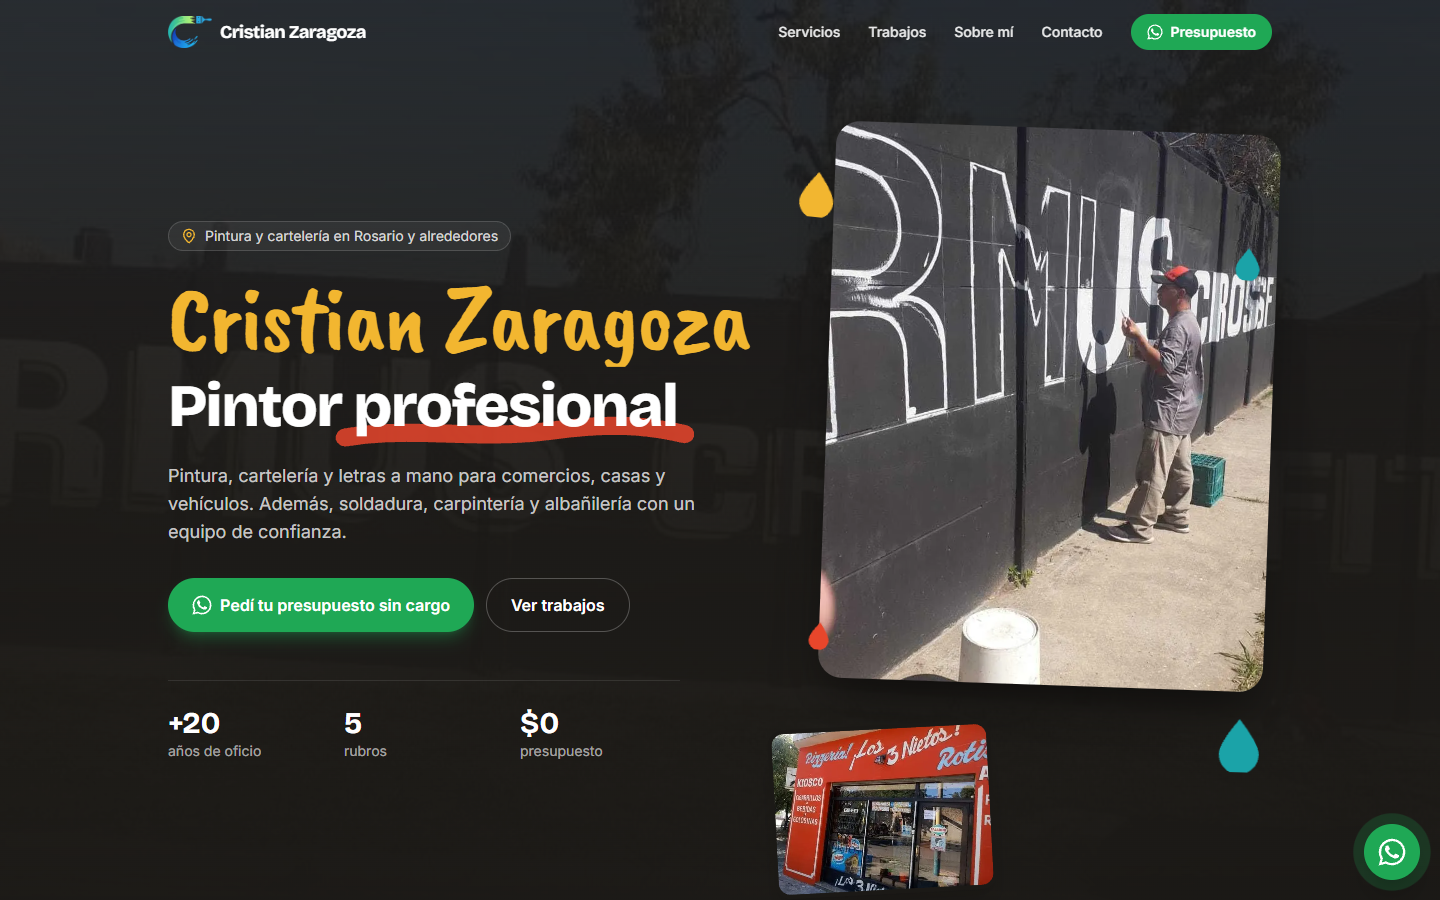 Cristian Zaragoza
Servicios
Trabajos
Sobre mí
Contacto
Presupuesto
Pintura y cartelería en Rosario y alrededores
Cristian Zaragoza
Pintor profesional
Pintura, cartelería y letras a mano para comercios, casas y
vehículos. Además, soldadura, carpintería y albañilería con un
equipo de confianza.
Pedí tu presupuesto sin cargo
Ver trabajos
+20
años de oficio
5
rubros
$0
presupuesto
RMUS
Pizzería! ¡Los 3 Nietos!
KIOSCO
BEBIDAS